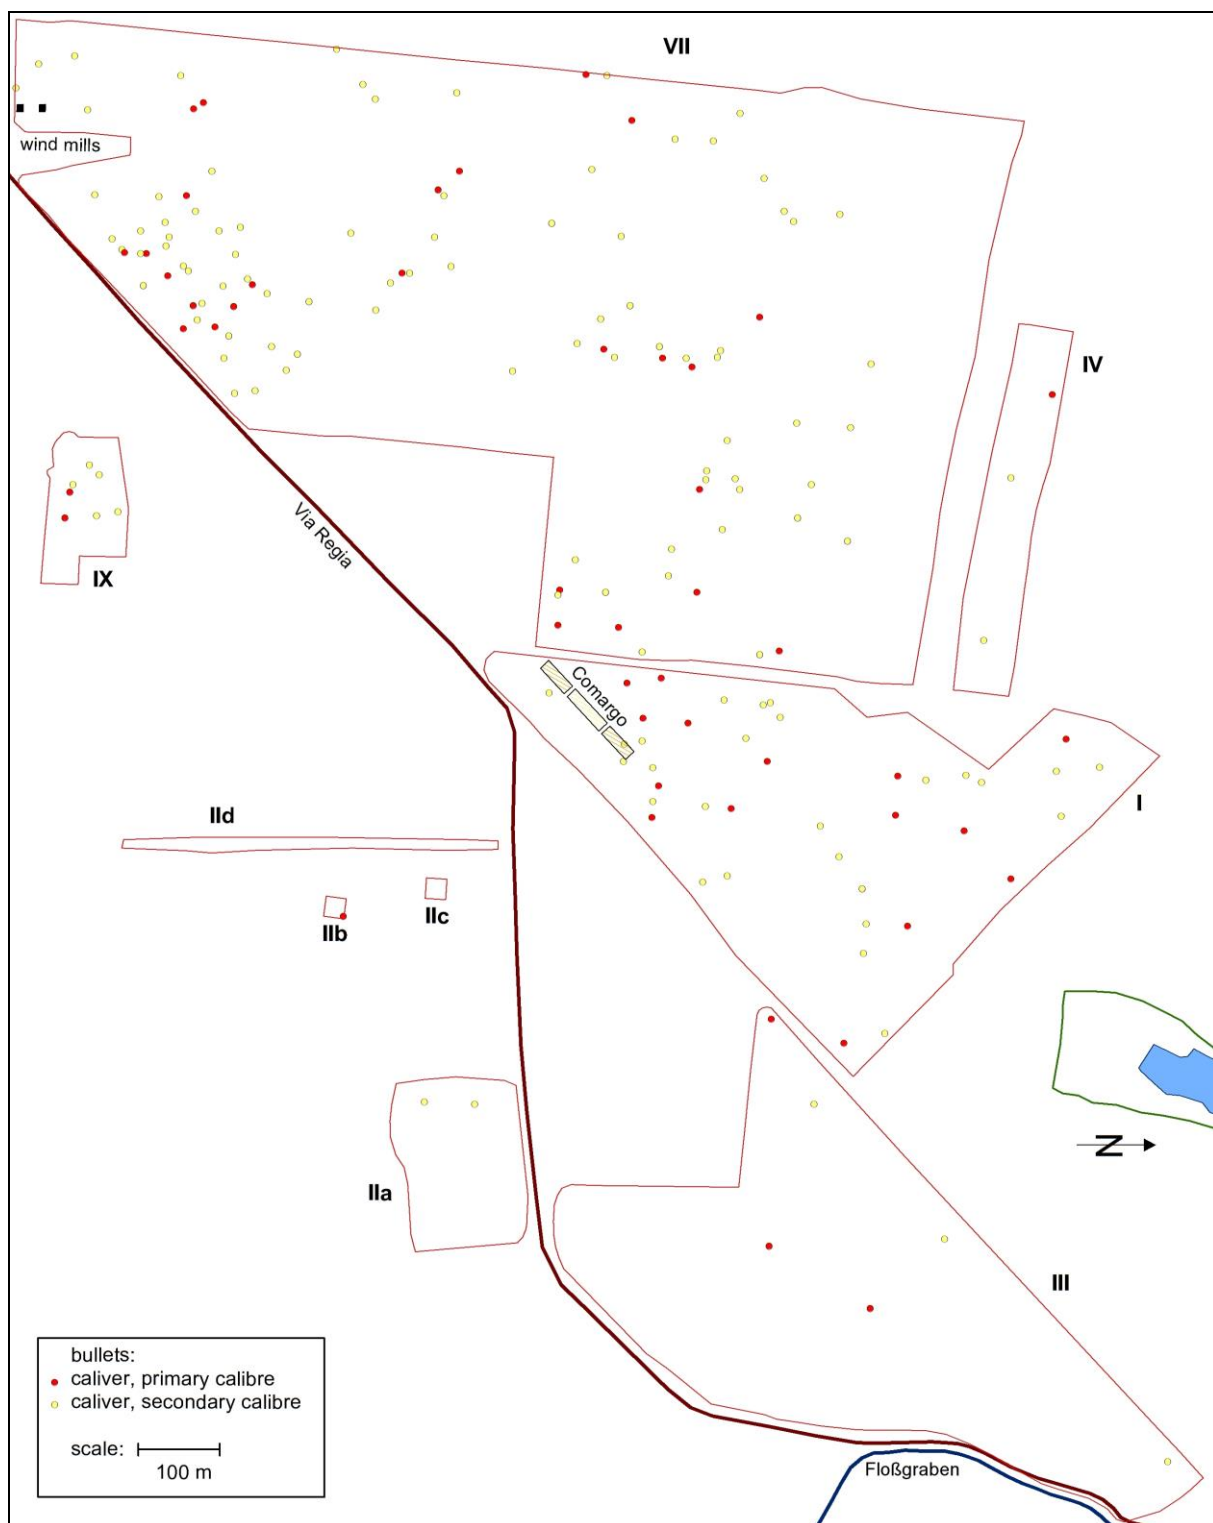 VII
wind mills
IV
Via Regia
IX
Comargo
I
IId
IIc
IIb
N
IIa
III
bullets:
caliver, primary calibre
caliver, secondary calibre
scale:
100 m
Floßgraben